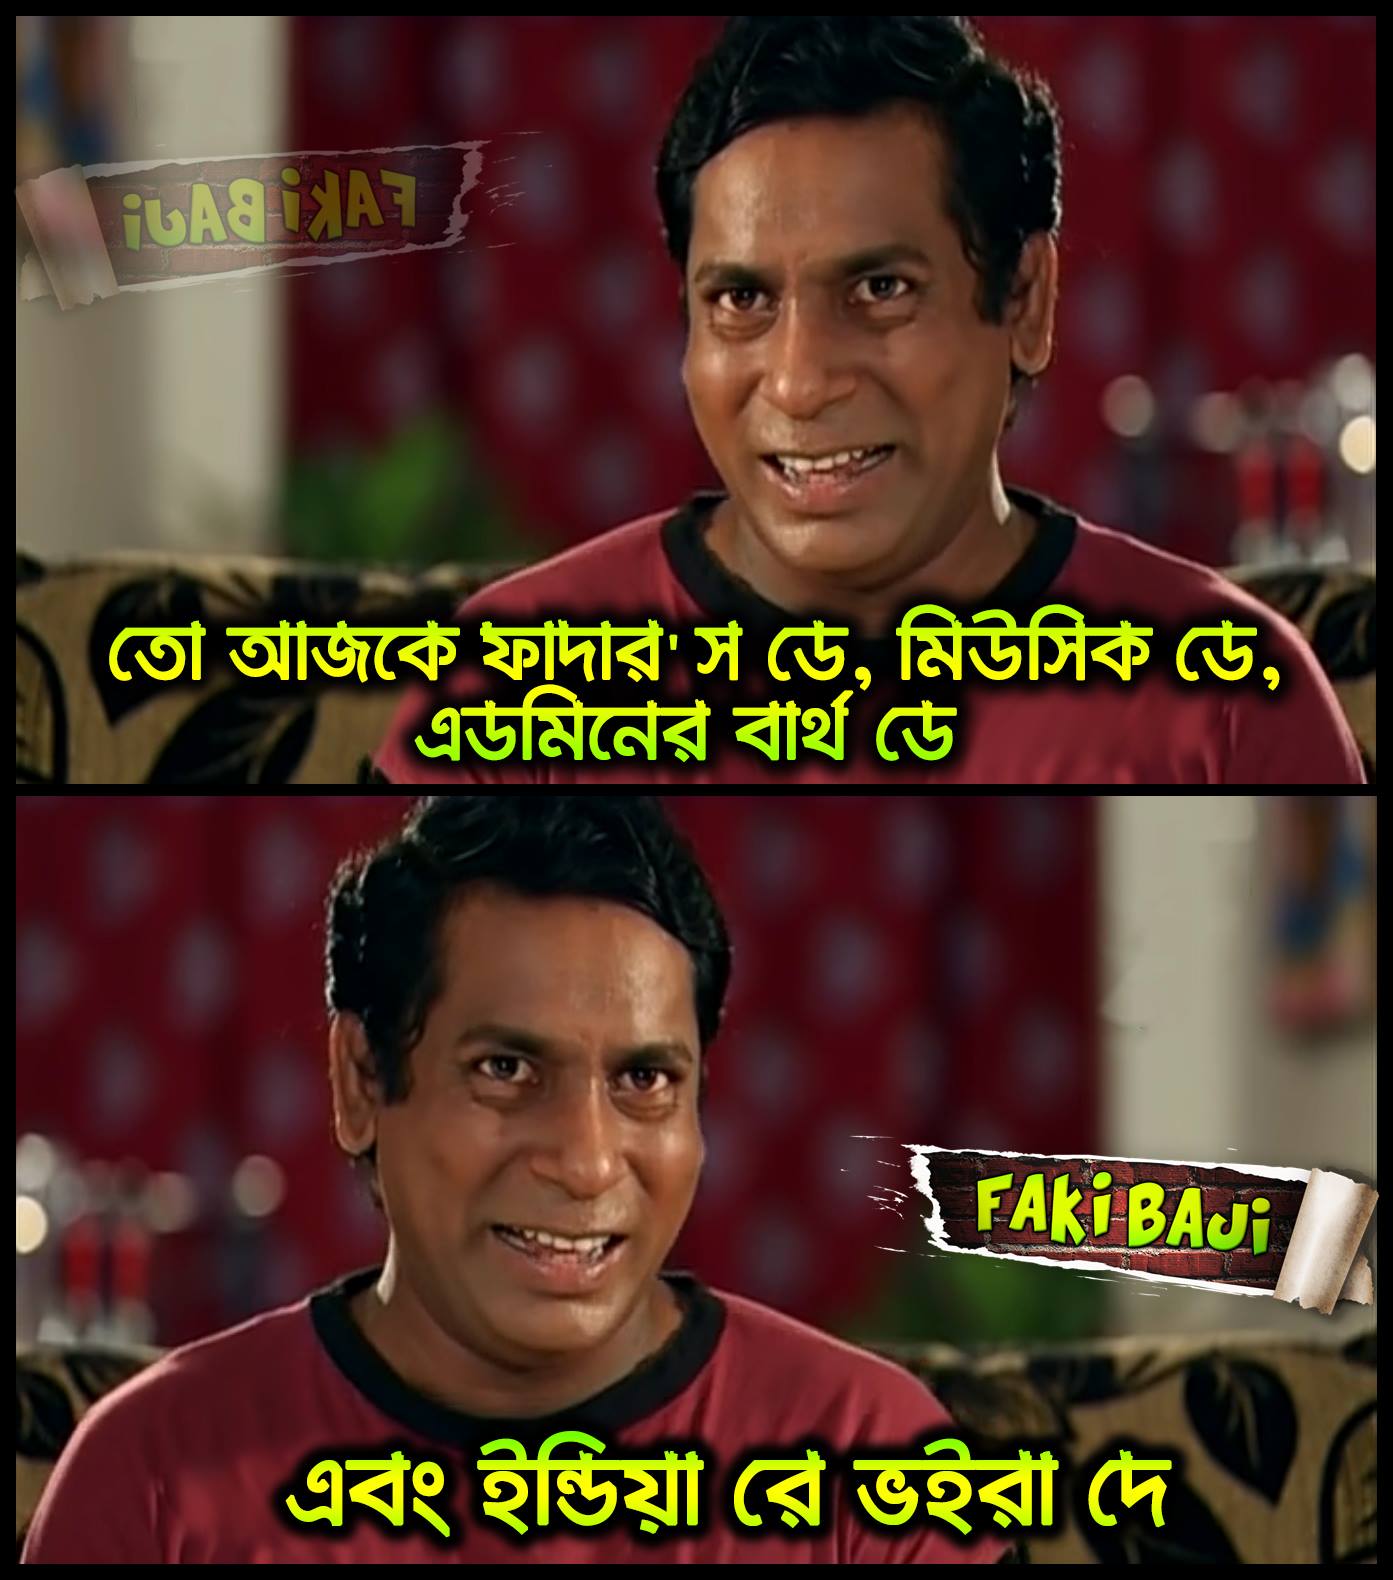 FAKi BAJi
তো আজকে ফাদার' স ডে, মিউসিক ডে,
এডমিনের বার্থ ডে
FAKi BAJi
এবং ইন্ডিয়া রে ভইরা দে